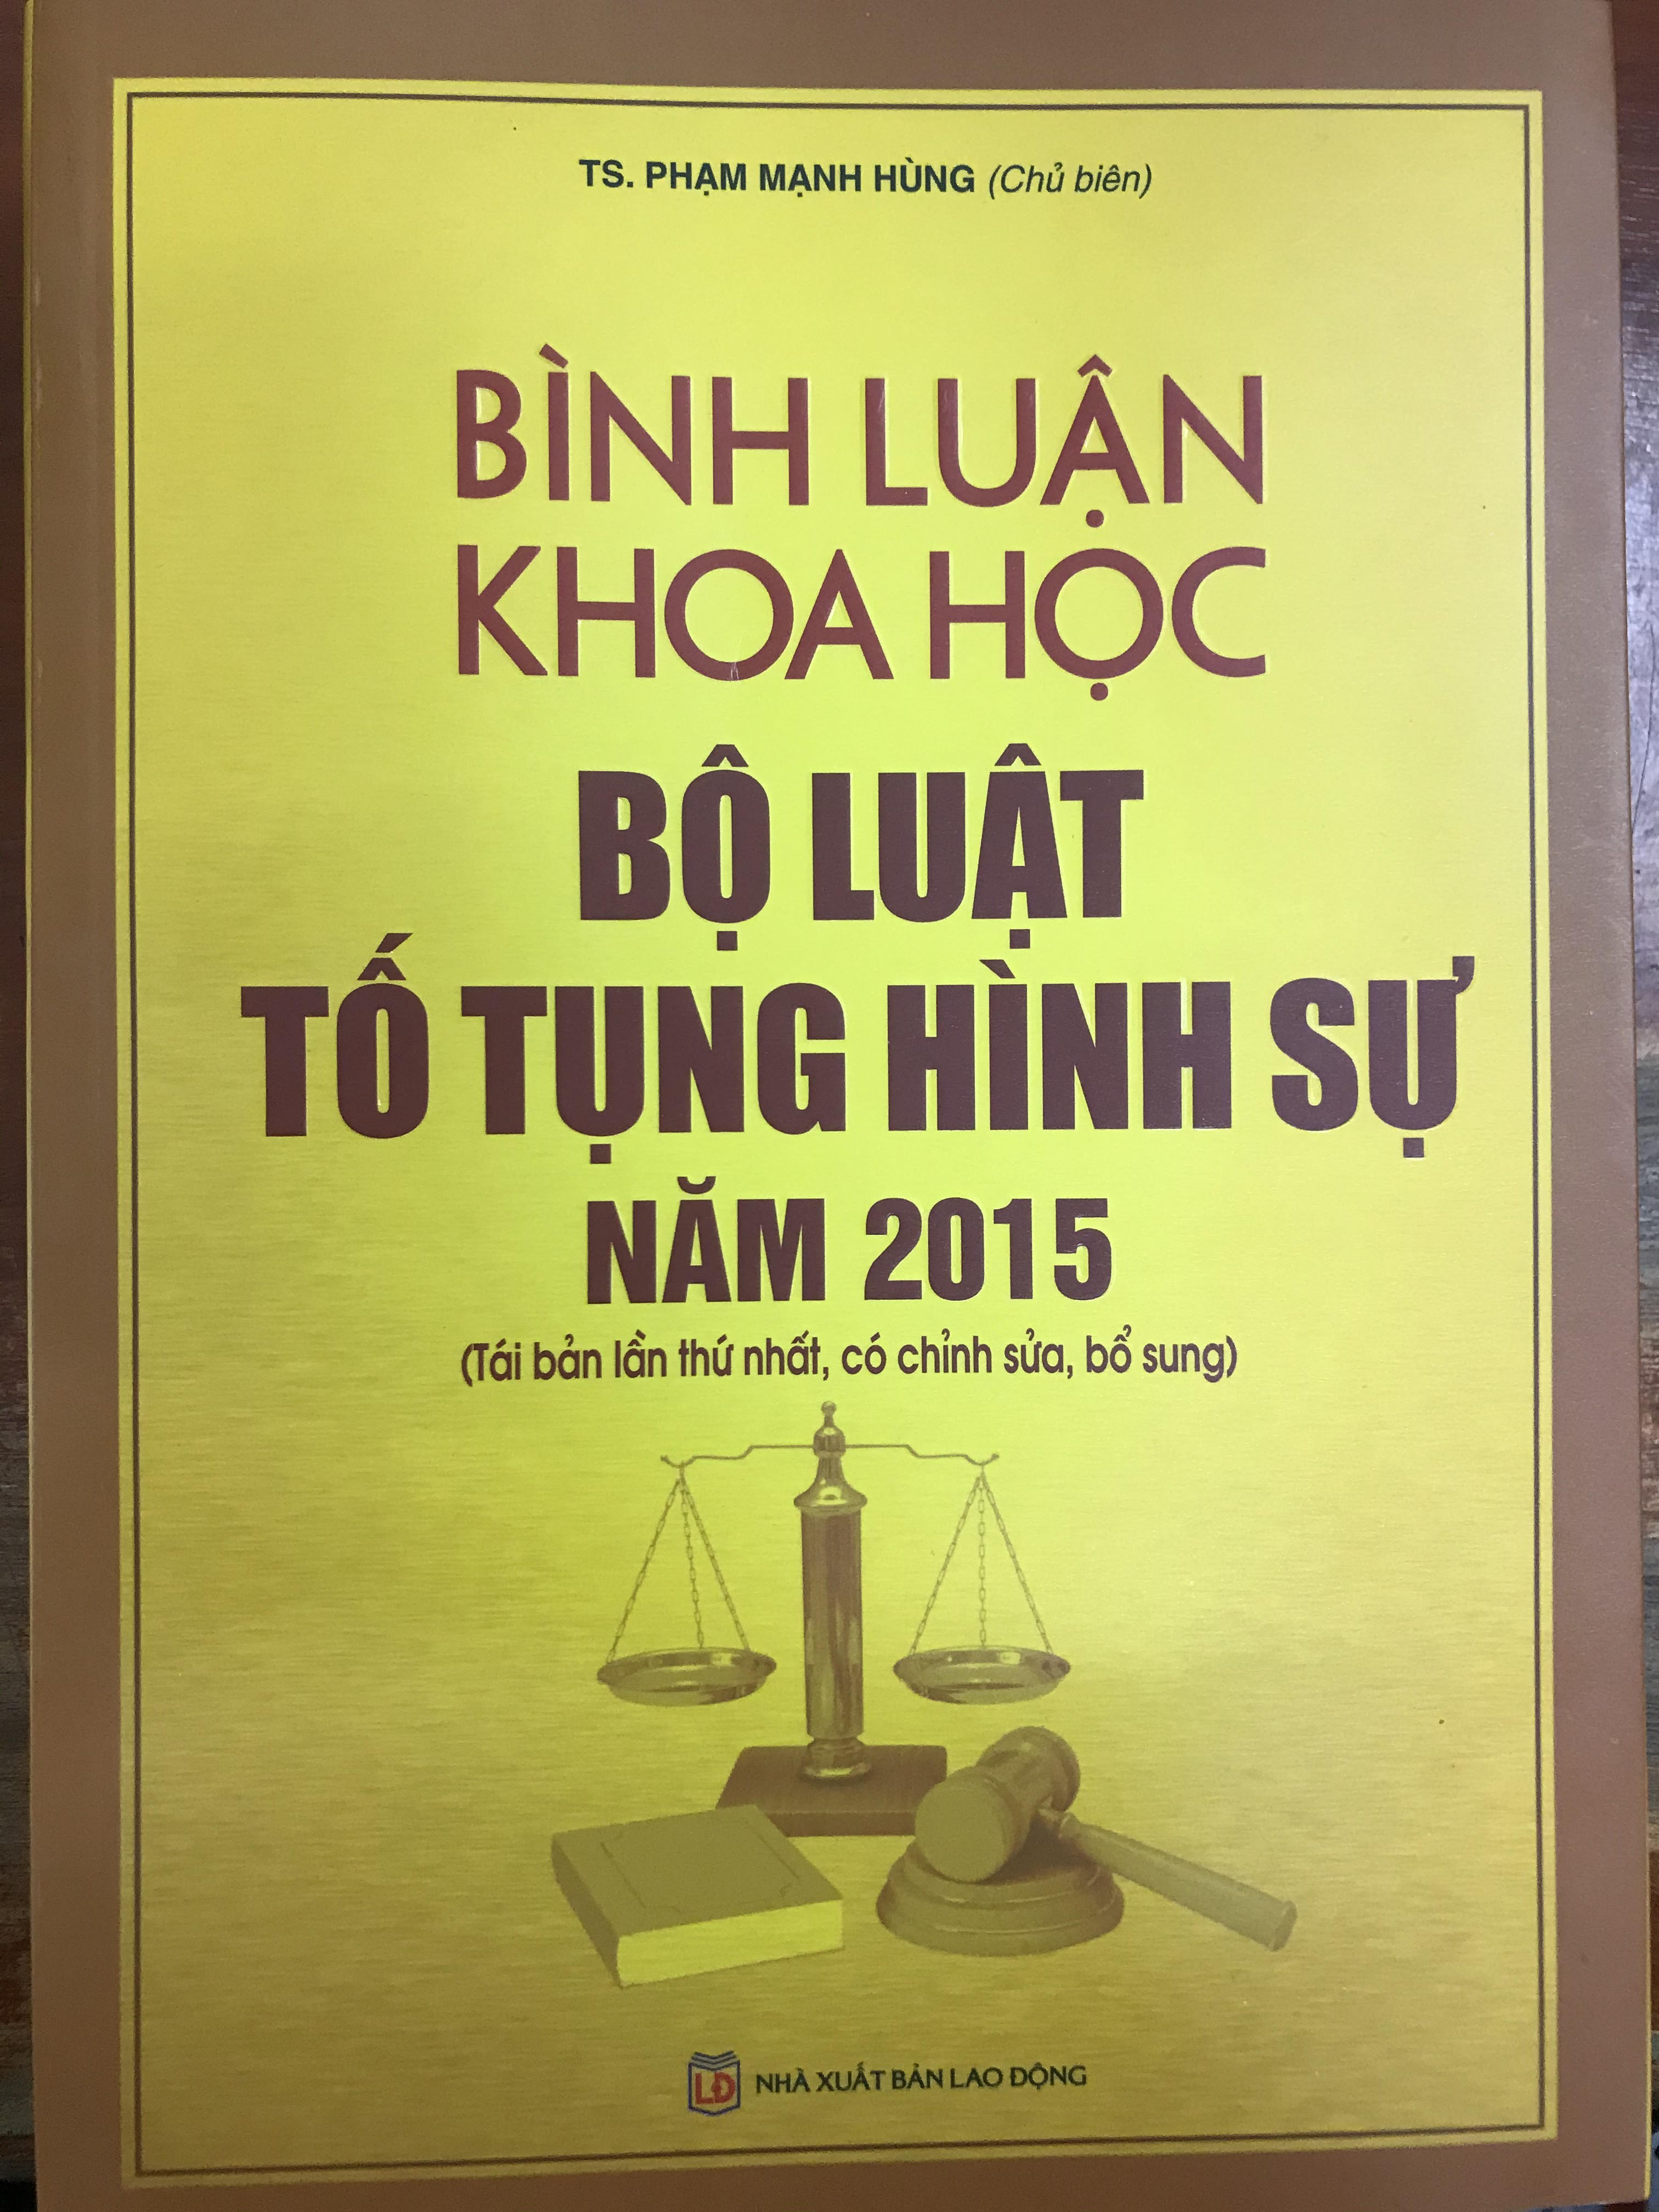 TS. PHẠM MẠNH HÙNG (Chủ biên)
BÌNH LUẬN
KHOA HỌC
BỘ LUẬT
TỐ TỤNG HÌNH SỰ
NĂM 2015
(Tái bản lần thứ nhất, có chỉnh sửa, bổ sung)
LĐ NHÀ XUẤT BẢN LAO ĐỘNG